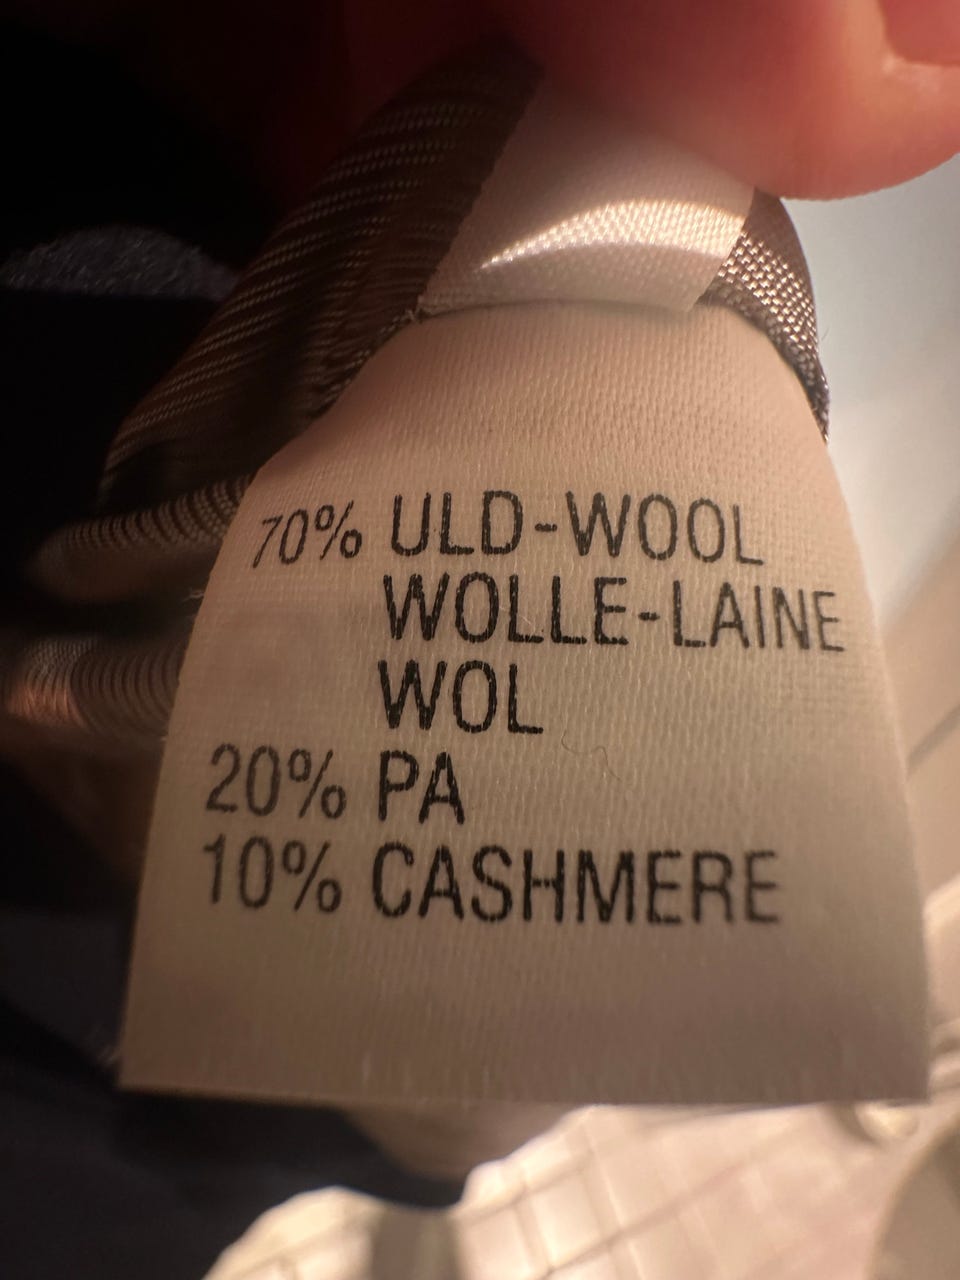 70% ULD-WOOL
WOLLE-LAINE
WOL
20% PA
10% CASHMERE